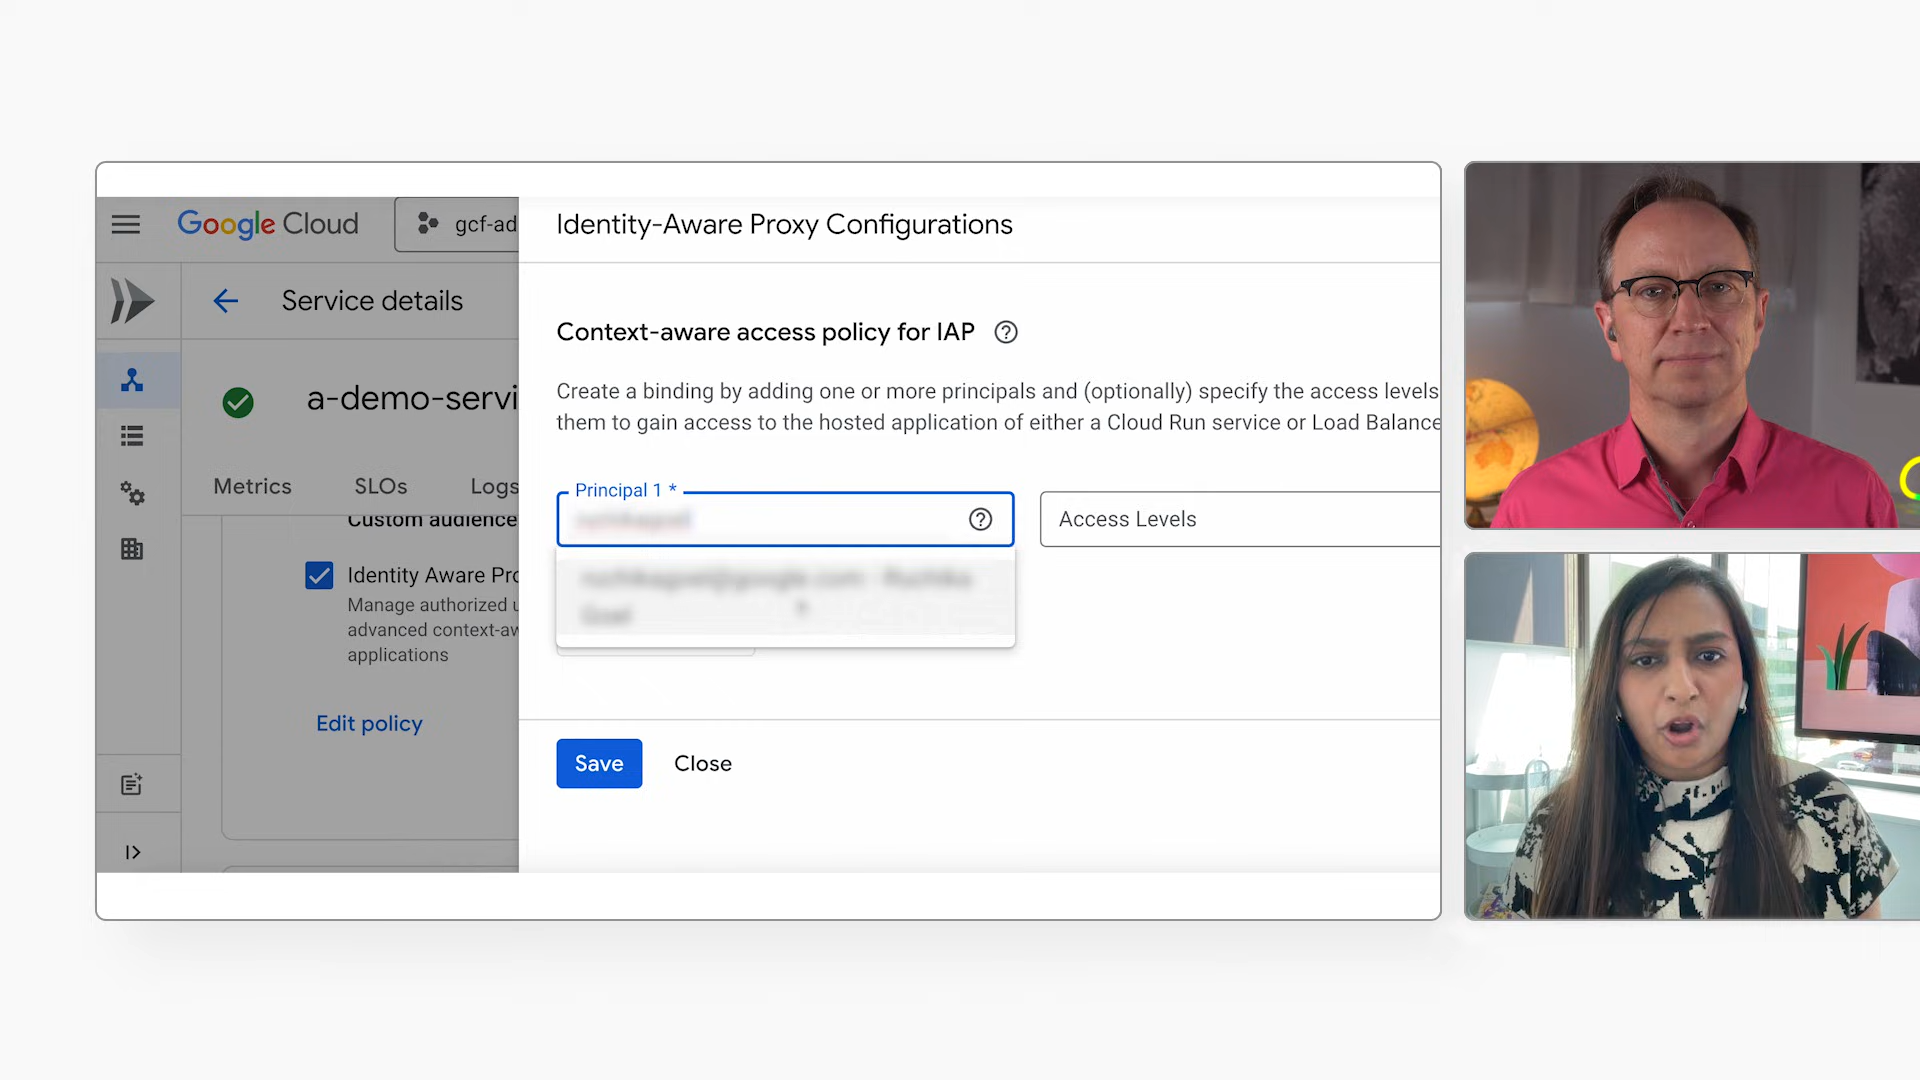 Google Cloud
gcf-ad
Service details
a-demo-servi
Metrics
SLOs
Logs
Custom audience
Identity Aware Pro
Manage authorized u
advanced context-aw
applications
Edit policy
Identity-Aware Proxy Configurations
Context-aware access policy for IAP
Create a binding by adding one or more principals and (optionally) specify the access levels
them to gain access to the hosted application of either a Cloud Run service or Load Balance
Principal 1 *
Access Levels
Save
Close